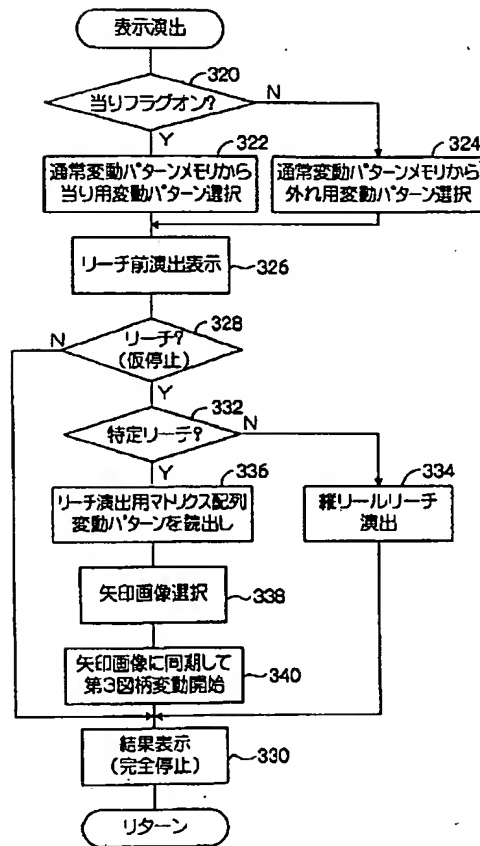 表示演出
320
当りフラグオン?
N
Y
322
324
通常変動パターンメモリから
当り用変動パターン選択
通常変動パターンメモリから
外れ用変動パターン選択
リーチ前演出表示
326
328
N
リーチ?
(仮停止)
Y
332
特定リーチ?
N
Y
336
334
リーチ演出用マトリクス配列
変動パターンを読出し
縦リールリーチ
演出
矢印画像選択
338
矢印画像に同期して
第3図柄変動開始
340
結果表示
(完全停止)
330
リターン